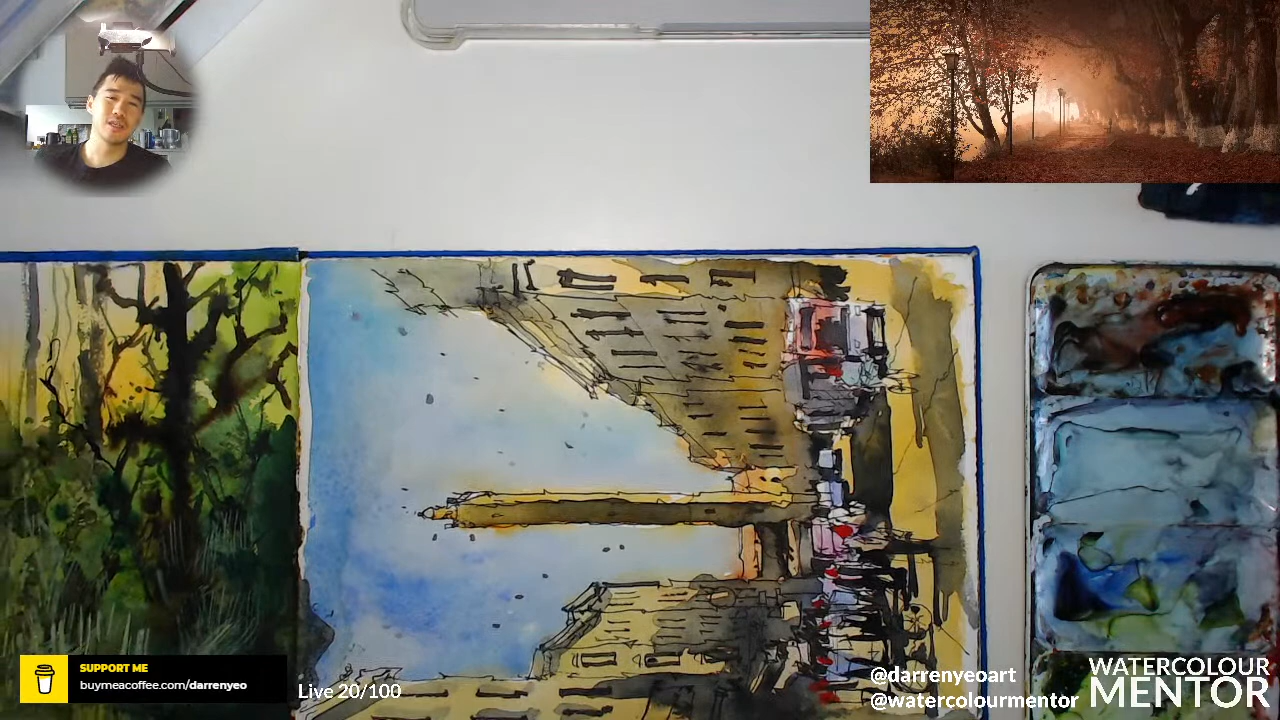 SUPPORT ME
buymeacoffee.com/darrenyeo
Live 20/100
@darrenyeoart
@watercolourmentor
WATERCOLOUR
MENTOR